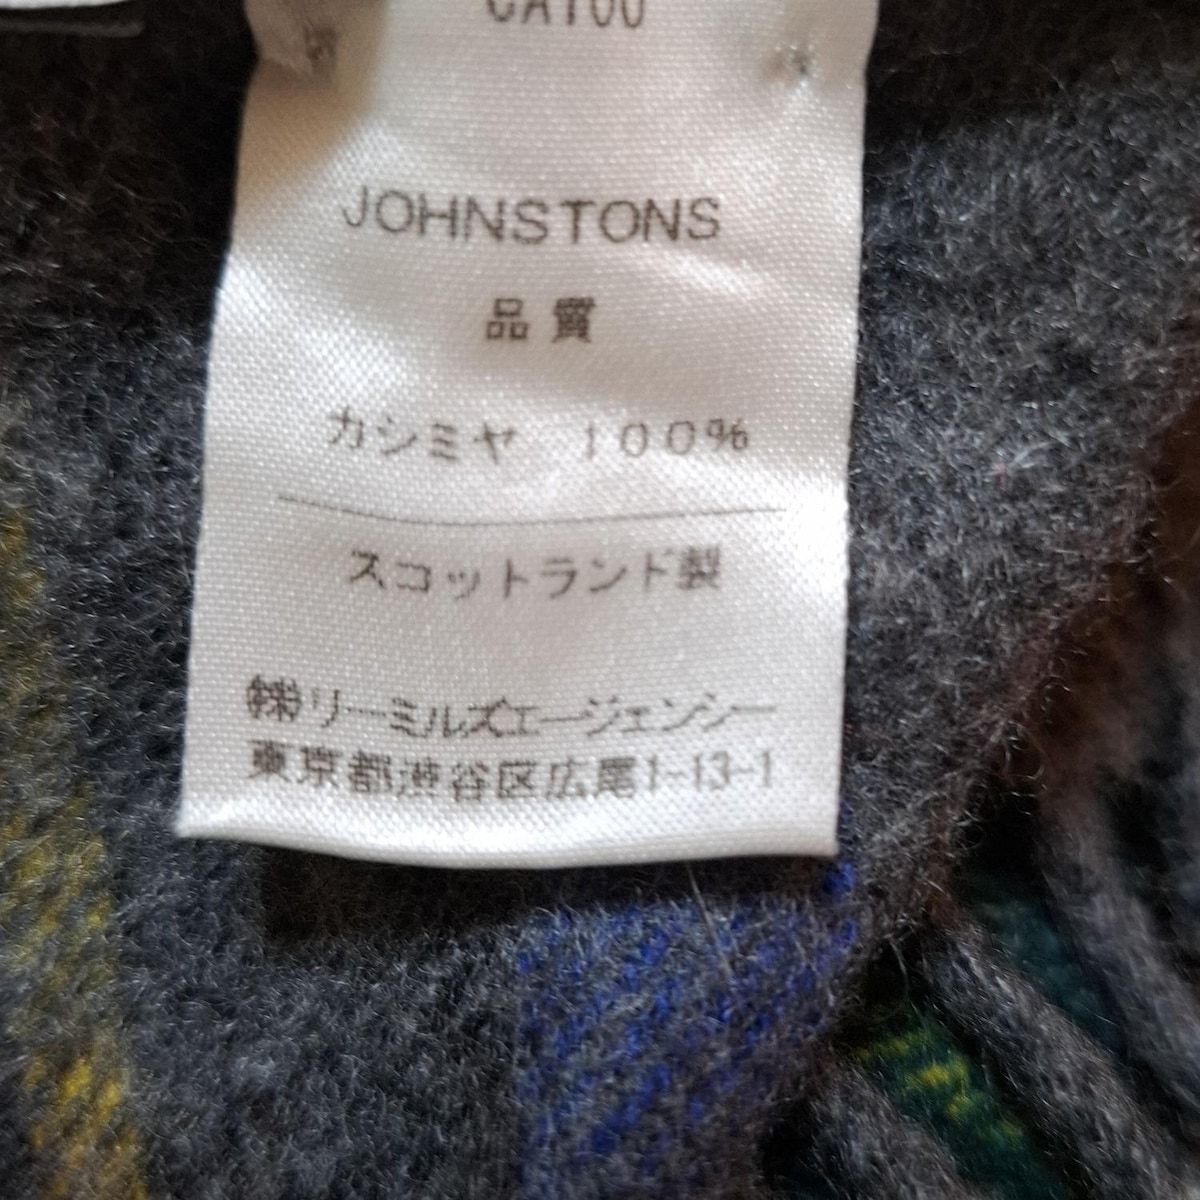 CA100
JOHNSTONS
品質
カシミヤ 100%
スコットランド製
㈱リーミルズエージェンシー
東京都渋谷区広尾1-13-1